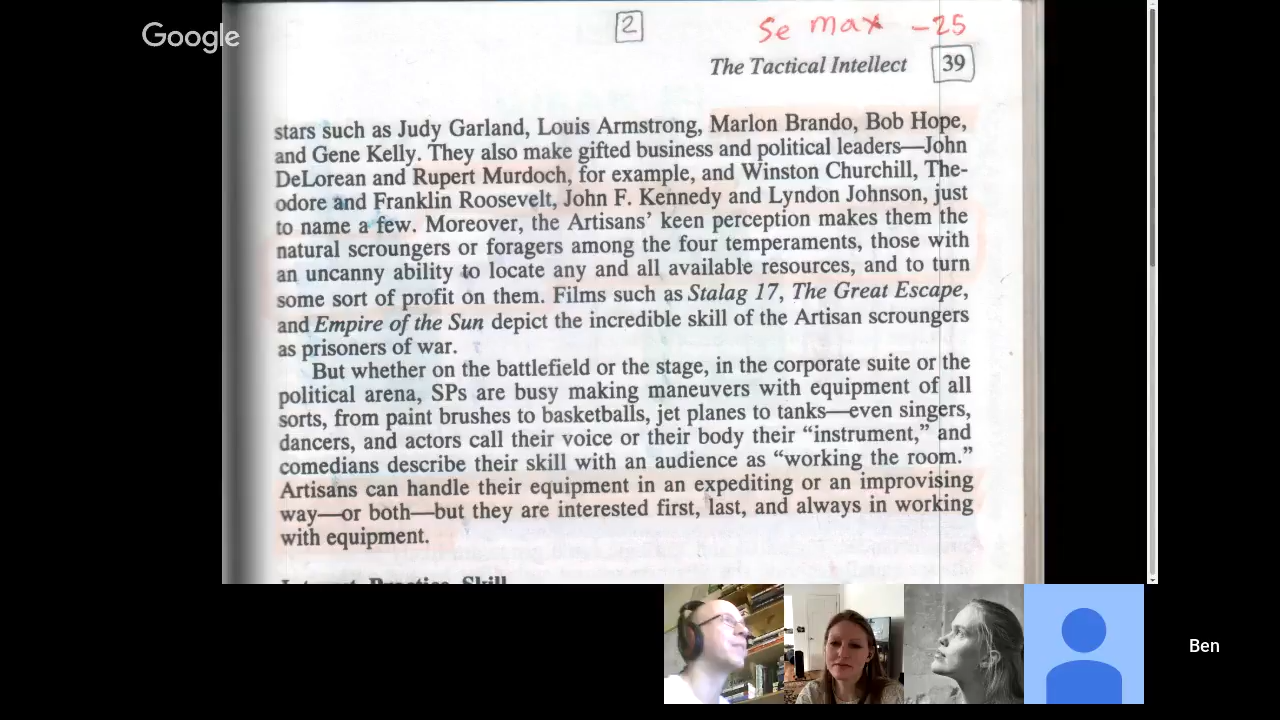 Google
2
Se max -25
The Tactical Intellect 39
stars such as Judy Garland, Louis Armstrong, Marlon Brando, Bob Hope,
and Gene Kelly. They also make gifted business and political leaders—John
DeLorean and Rupert Murdoch, for example, and Winston Churchill, The-
odore and Franklin Roosevelt, John F. Kennedy and Lyndon Johnson, just
to name a few. Moreover, the Artisans' keen perception makes them the
natural scroungers or foragers among the four temperaments, those with
an uncanny ability to locate any and all available resources, and to turn
some sort of profit on them. Films such as Stalag 17, The Great Escape,
and Empire of the Sun depict the incredible skill of the Artisan scroungers
as prisoners of war.
But whether on the battlefield or the stage, in the corporate suite or the
political arena, SPs are busy making maneuvers with equipment of all
sorts, from paint brushes to basketballs, jet planes to tanks—even singers,
dancers, and actors call their voice or their body their “instrument,” and
comedians describe their skill with an audience as “working the room.”
Artisans can handle their equipment in an expediting or an improvising
way—or both—but they are interested first, last, and always in working
with equipment.
Ben